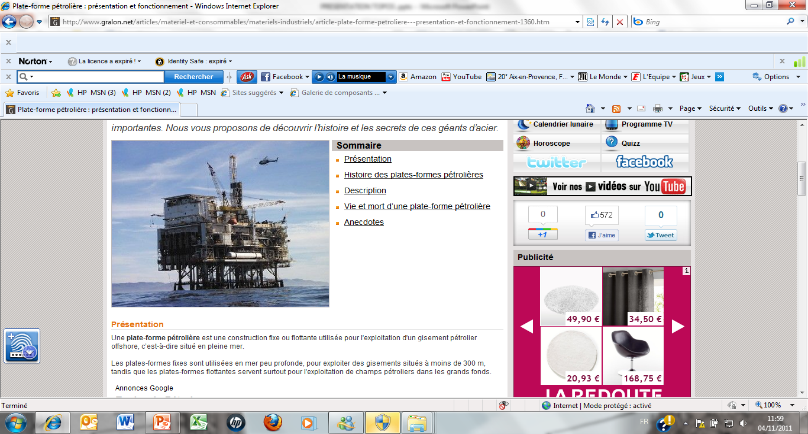 Plate-forme pétrolière : présentation et fonctionnement - Windows Internet Explorer
http://www.gralon.net/articles/materiel-et-consommables/materiels-industriels/article-plate-forme-petroliere---presentation-et-fonctionnement-1360.htm
Bing
Norton
La licence a expiré !
Identity Safe expiré
Rechercher
Ask
Facebook
La musique
Amazon
YouTube
20° Aix-en-Provence, F...
Le Monde
L'Equipe
Jeux
Options
Favoris
HP MSN (3)
HP MSN (2)
HP MSN
Sites suggérés
Galerie de composants ...
Plate-forme pétrolière : présentation et fonctionn...
Page
Sécurité
Outils
importantes. Nous vous proposons de découvrir l'histoire et les secrets de ces géants d'acier.
Sommaire
Présentation
Histoire des plates-formes pétrolières
Description
Vie et mort d'une plate-forme pétrolière
Anecdotes
Calendrier lunaire
Programme TV
Horoscope
Quizz
twitter
facebook
Voir nos vidéos sur YouTube
0
572
0
+1
J'aime
Tweet
Publicité
49,90 €
34,50 €
20,93 €
168,75 €
LA REDOUTE
Présentation
Une plate-forme pétrolière est une construction fixe ou flottante utilisée pour l'exploitation d'un gisement pétrolier
offshore, c'est-à-dire situé en pleine mer.
Les plates-formes fixes sont utilisées en mer peu profonde, pour exploiter des gisements situés à moins de 300 m,
tandis que les plates-formes flottantes servent surtout pour l'exploitation de champs pétroliers dans les grands fonds.
Annonces Google
Terminé
Internet | Mode protégé : activé
100%
FR
11:59
04/11/2011